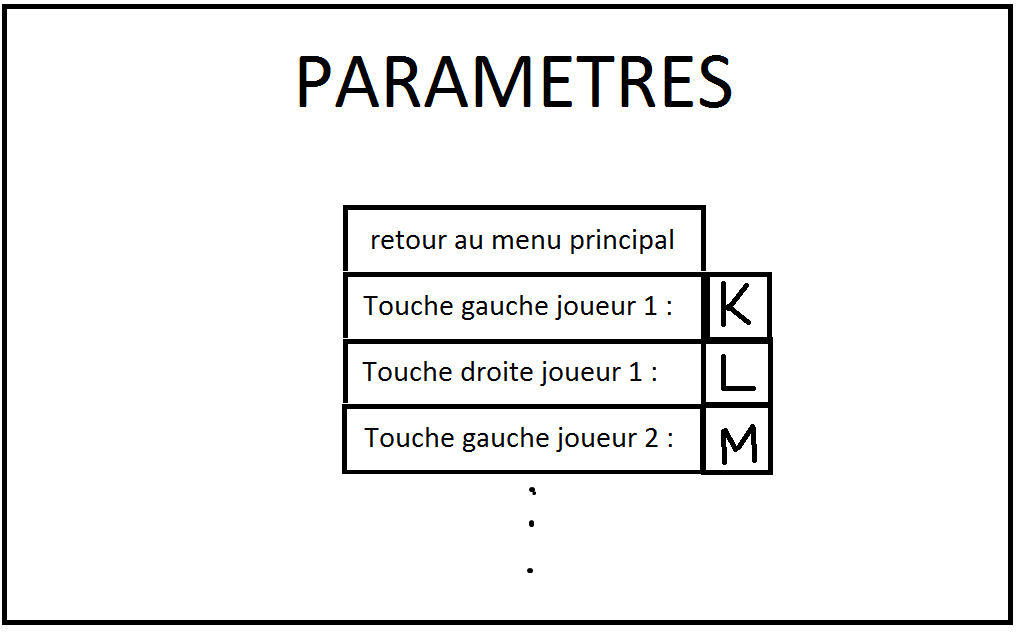 PARAMETRES
retour au menu principal
Touche gauche joueur 1 : K
Touche droite joueur 1 : L
Touche gauche joueur 2 : M